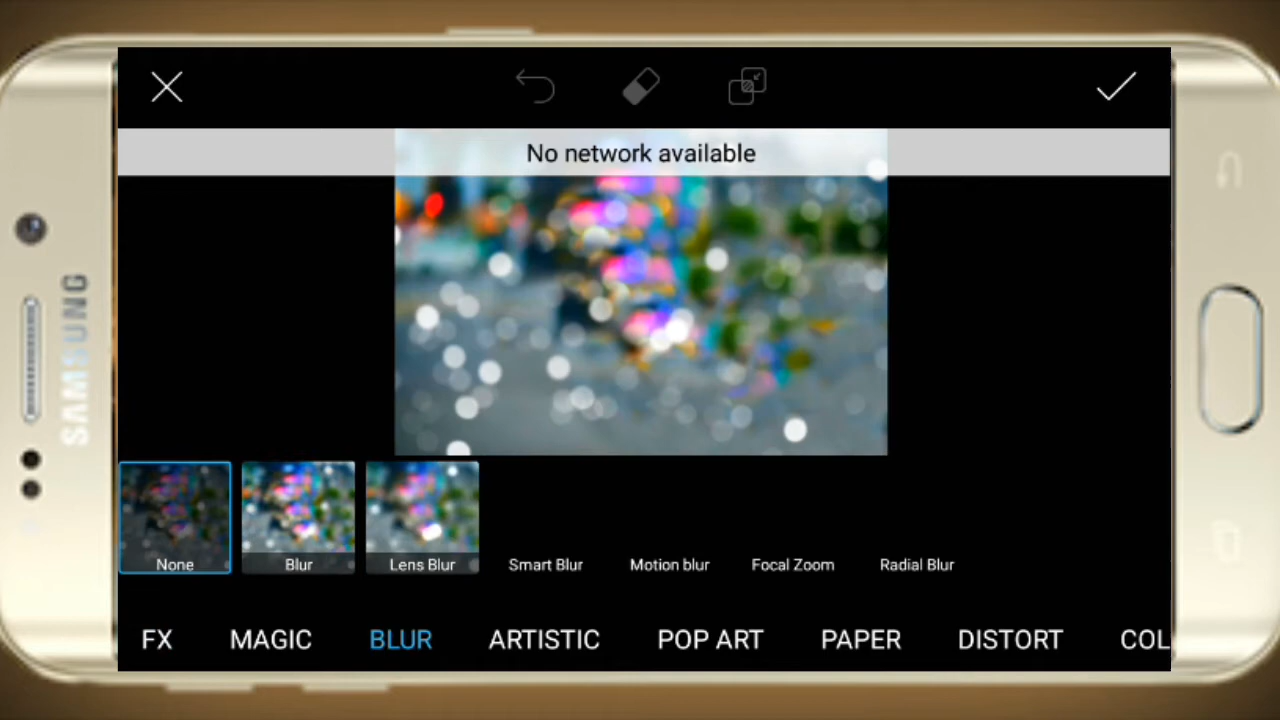 No network available
SAMSUNG
None
Blur
Lens Blur
Smart Blur
Motion blur
Focal Zoom
Radial Blur
FX
MAGIC
BLUR
ARTISTIC
POP ART
PAPER
DISTORT
COL